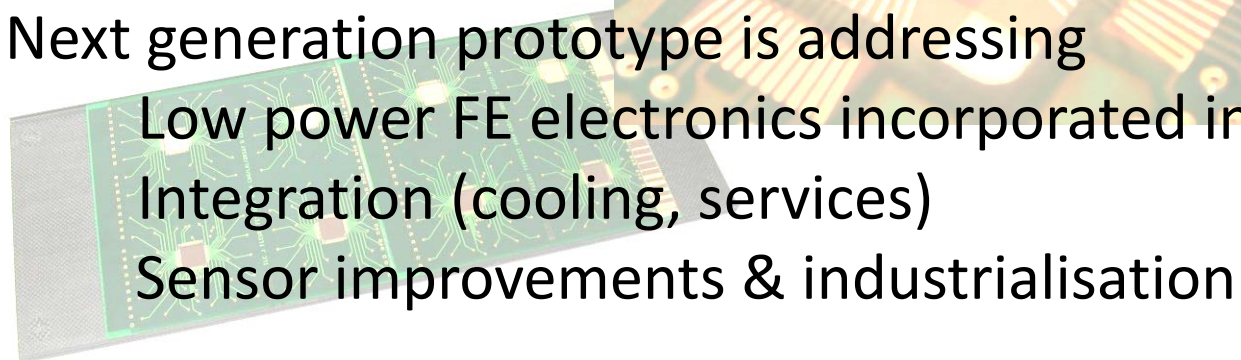 Next generation prototype is addressing
Low power FE electronics incorporated
Integration (cooling, services)
Sensor improvements & industrialisation